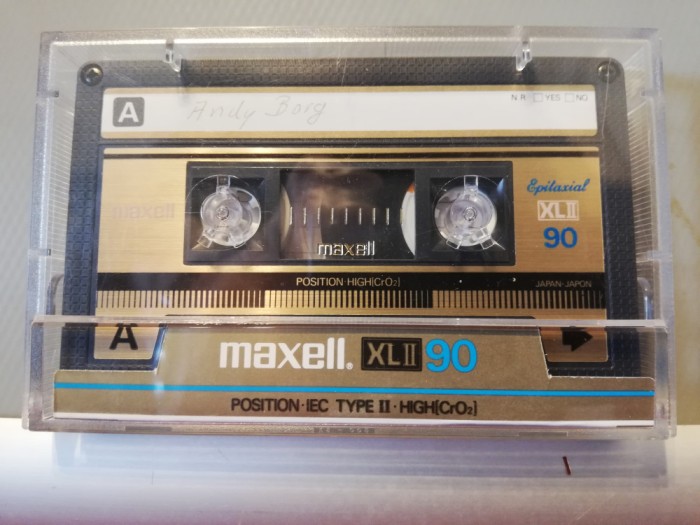 A Andy Borg NR YES NO
maxell
Epitaxial
XLII
90
maxell
POSITION·HIGH(CrO₂)
JAPAN-JAPON
A
maxell. XLII 90
POSITION·IEC TYPE II·HIGH(CrO₂)